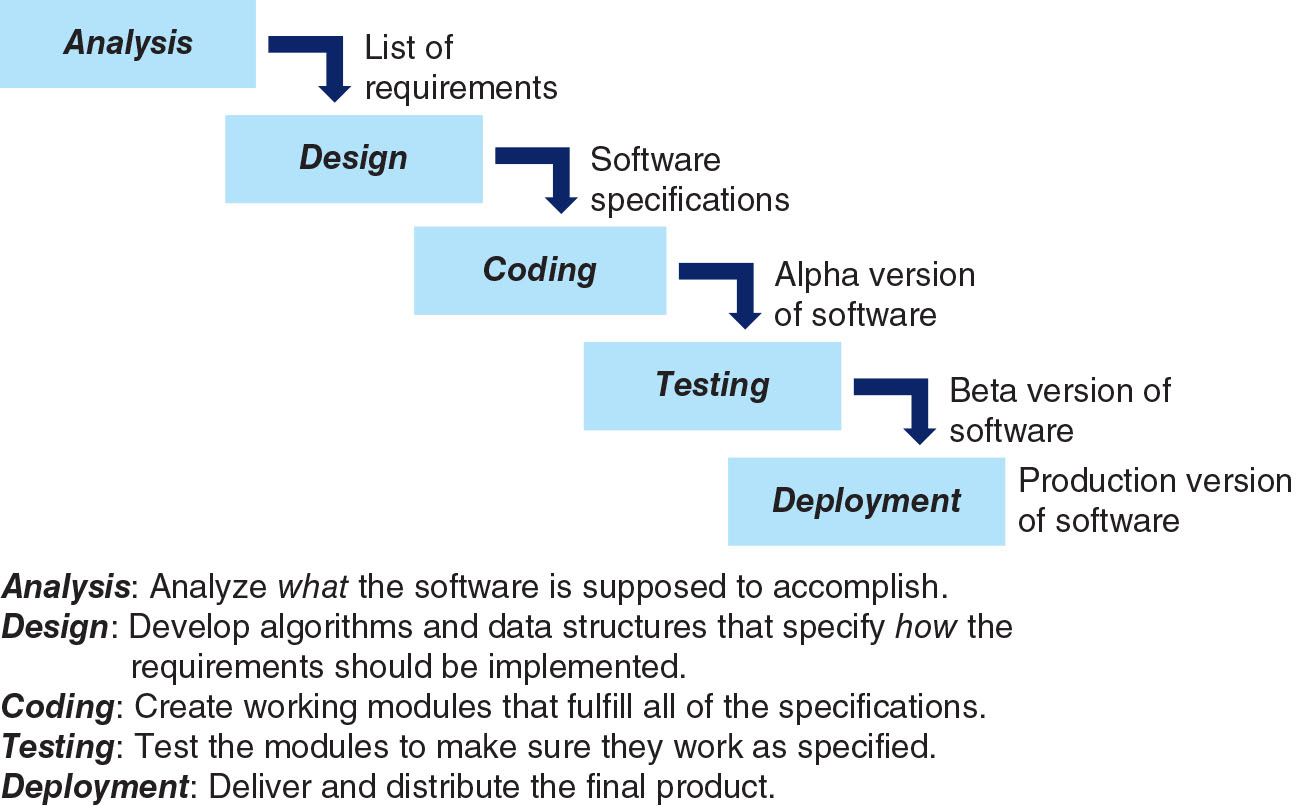 Analysis
List of
requirements
Design
Software
specifications
Coding
Alpha version
of software
Testing
Beta version of
software
Deployment
Production version
of software
Analysis: Analyze what the software is supposed to accomplish.
Design: Develop algorithms and data structures that specify how the
requirements should be implemented.
Coding: Create working modules that fulfill all of the specifications.
Testing: Test the modules to make sure they work as specified.
Deployment: Deliver and distribute the final product.